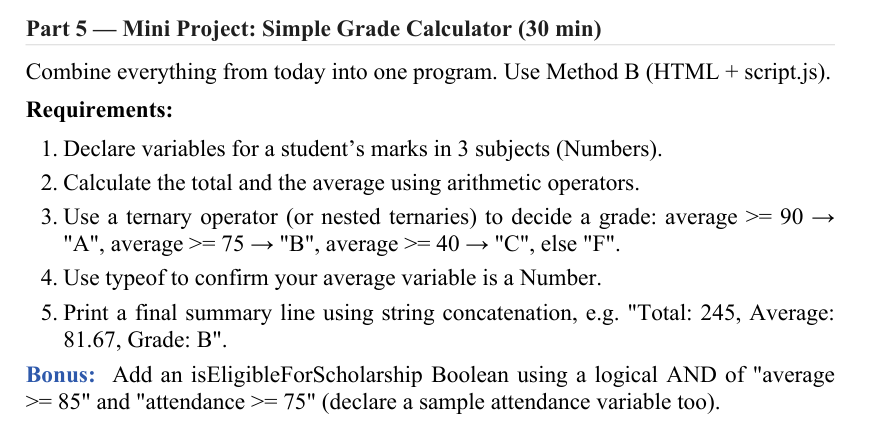 Part 5 — Mini Project: Simple Grade Calculator (30 min)
Combine everything from today into one program. Use Method B (HTML + script.js).
Requirements:
1. Declare variables for a student’s marks in 3 subjects (Numbers).
2. Calculate the total and the average using arithmetic operators.
3. Use a ternary operator (or nested ternaries) to decide a grade: average >= 90 →
"A", average >= 75 → "B", average >= 40 → "C", else "F".
4. Use typeof to confirm your average variable is a Number.
5. Print a final summary line using string concatenation, e.g. "Total: 245, Average:
81.67, Grade: B".
Bonus: Add an isEligibleForScholarship Boolean using a logical AND of "average
>= 85" and "attendance >= 75" (declare a sample attendance variable too).